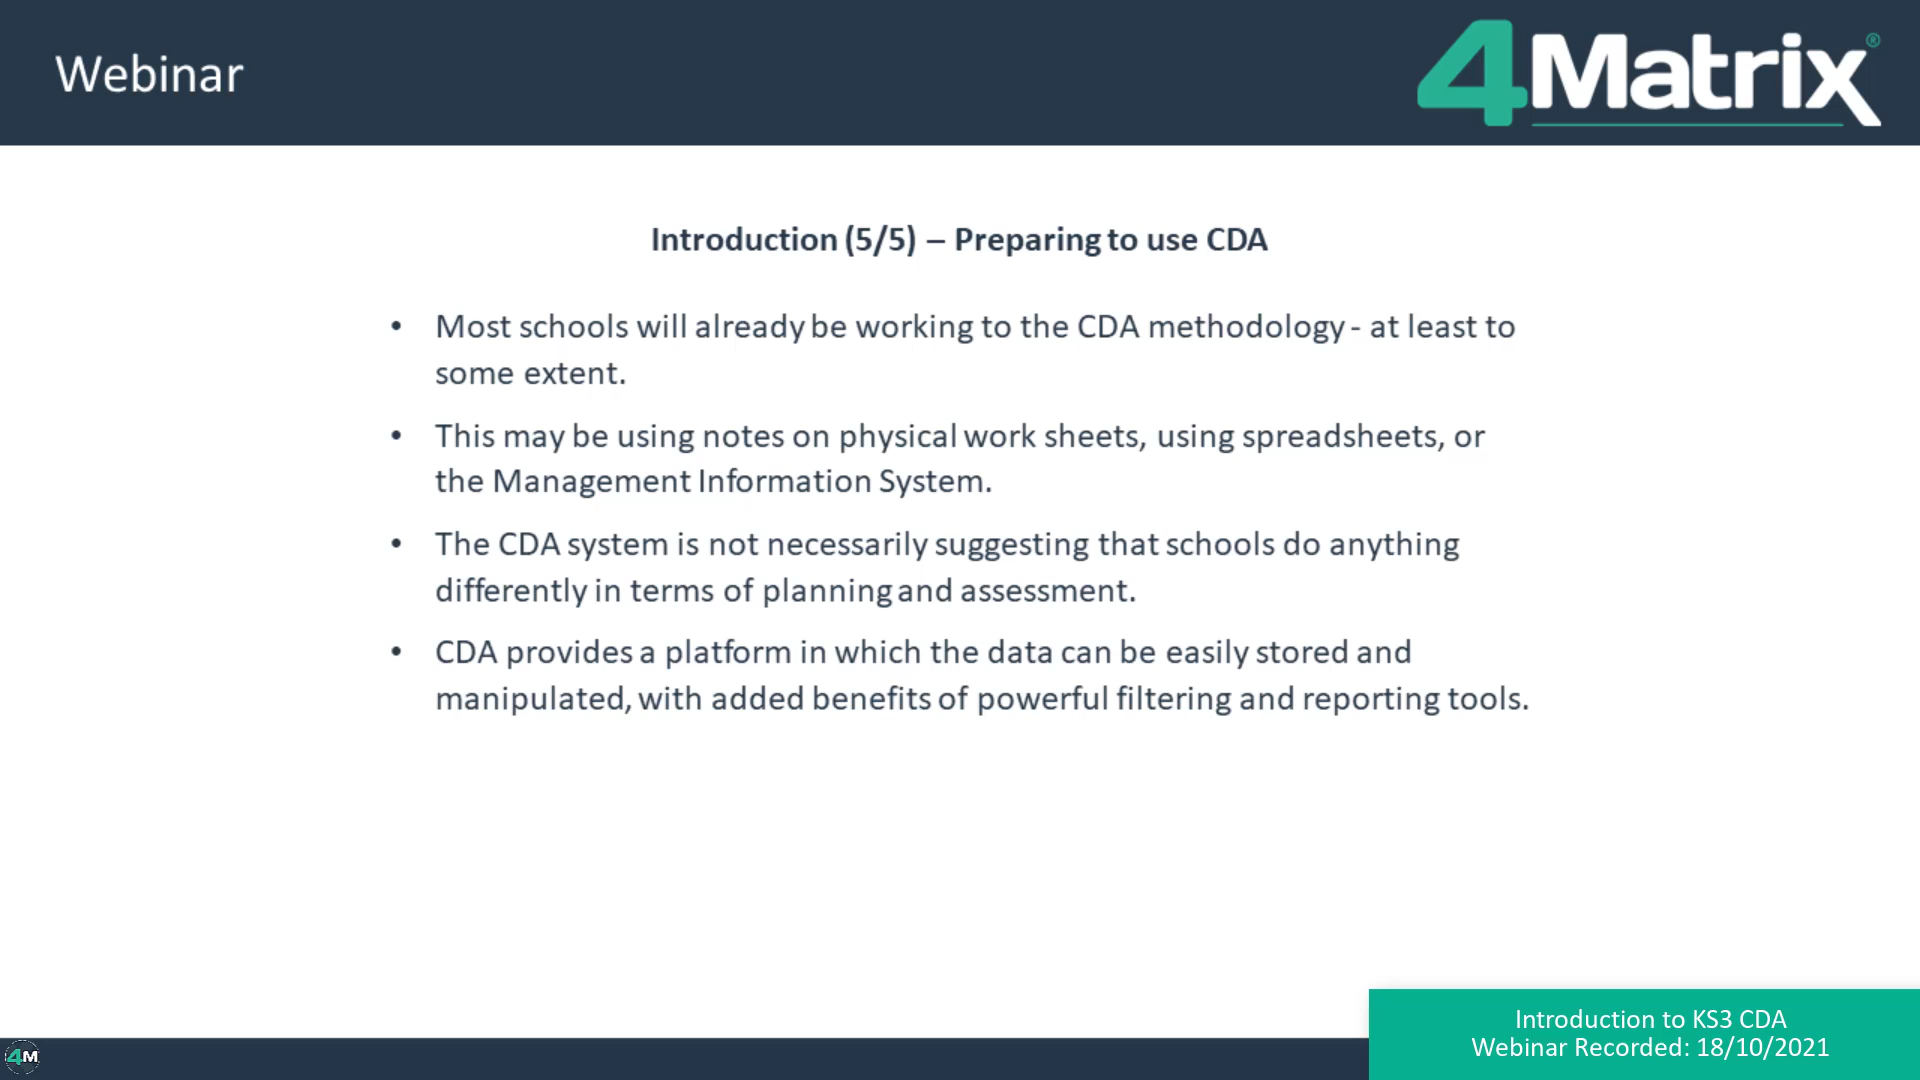 Webinar
4Matrix®
Introduction (5/5) – Preparing to use CDA
• Most schools will already be working to the CDA methodology - at least to
some extent.
• This may be using notes on physical work sheets, using spreadsheets, or
the Management Information System.
• The CDA system is not necessarily suggesting that schools do anything
differently in terms of planning and assessment.
• CDA provides a platform in which the data can be easily stored and
manipulated, with added benefits of powerful filtering and reporting tools.
Introduction to KS3 CDA
Webinar Recorded: 18/10/2021
4M